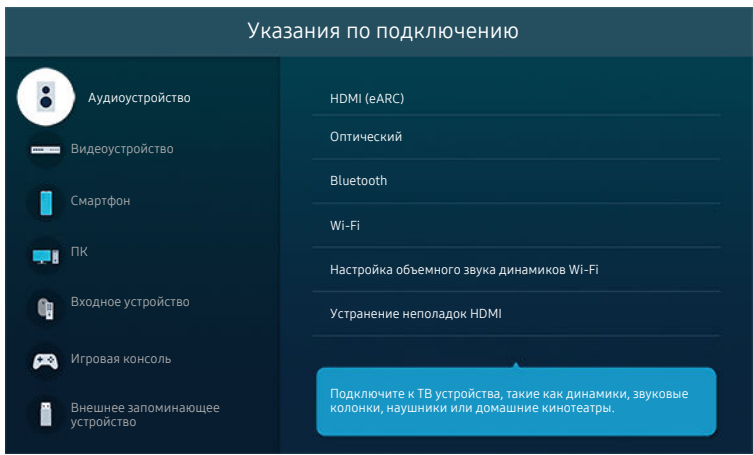 Указания по подключению
Аудиоустройство
Видеоустройство
Смартфон
ПК
Входное устройство
Игровая консоль
Внешнее запоминающее
устройство
HDMI (eARC)
Оптический
Bluetooth
Wi-Fi
Настройка объемного звука динамиков Wi-Fi
Устранение неполадок HDMI
Подключите к ТВ устройства, такие как динамики, звуковые
колонки, наушники или домашние кинотеатры.